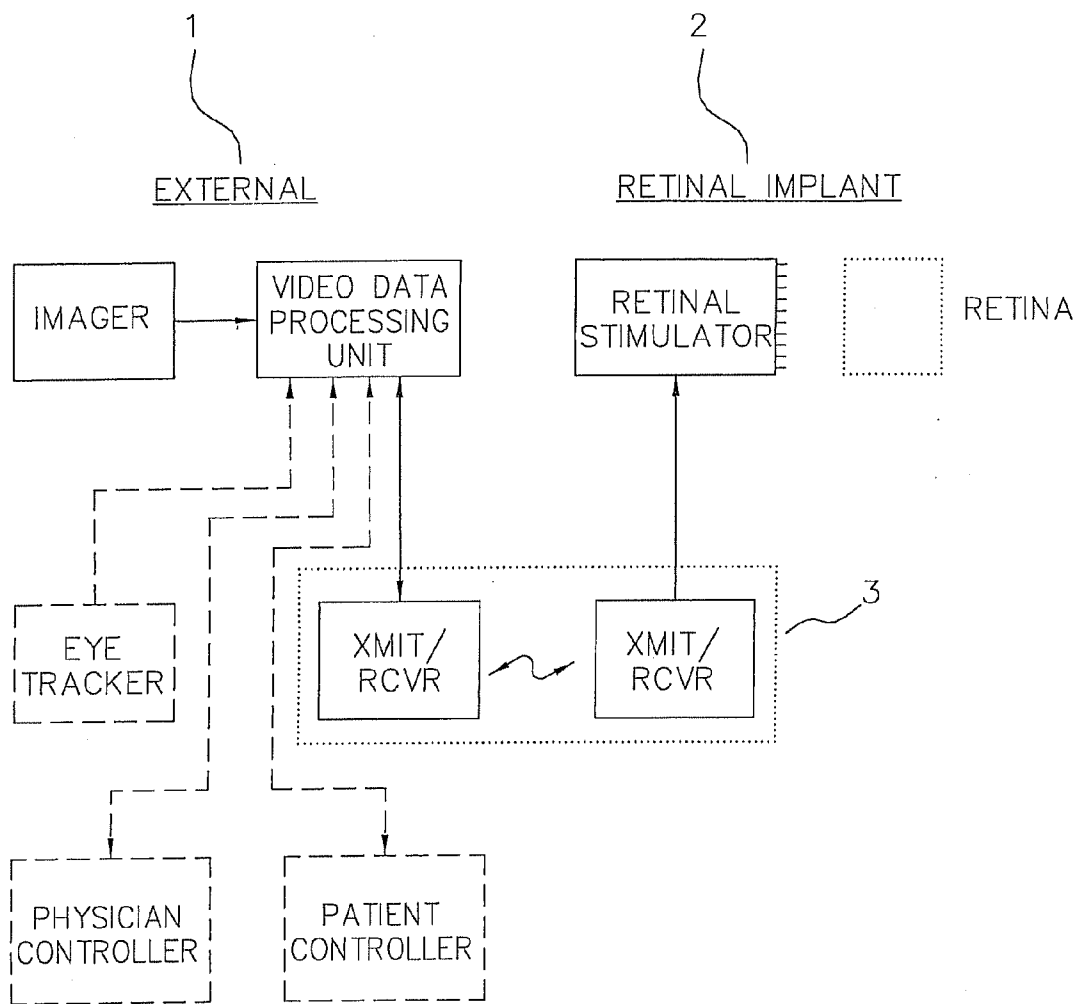 1
2
EXTERNAL
RETINAL IMPLANT
IMAGER
VIDEO DATA
PROCESSING
UNIT
RETINAL
STIMULATOR
RETINA
3
XMIT/
RCVR
XMIT/
RCVR
EYE
TRACKER
PHYSICIAN
CONTROLLER
PATIENT
CONTROLLER